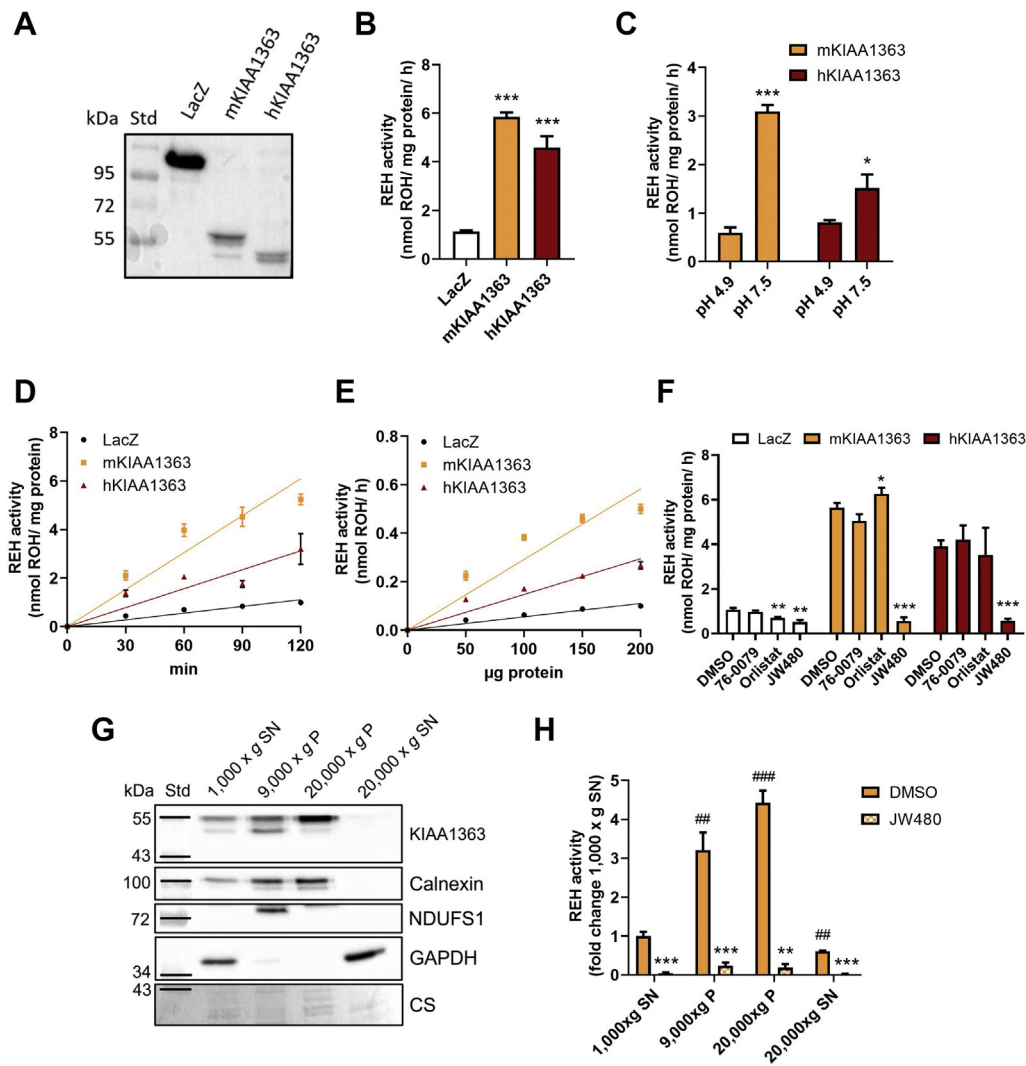 A
kDa Std LacZ mKIAA1363 hKIAA1363
95
72
55
B
REH activity
(nmol ROH/ mg protein/ h)
8
6
4
2
0
LacZ
mKIAA1363
hKIAA1363
***
***
C
mKIAA1363
hKIAA1363
REH activity
(nmol ROH/ mg protein/ h)
4
3
2
1
0
***
*
pH 4.9
pH 7.5
pH 4.9
pH 7.5
D
LacZ
mKIAA1363
hKIAA1363
REH activity
(nmol ROH/ mg protein)
8
6
4
2
0
0 30 60 90 120
min
E
LacZ
mKIAA1363
hKIAA1363
REH activity
(nmol ROH/ h)
0.8
0.6
0.4
0.2
0.0
0 50 100 150 200
µg protein
F
LacZ mKIAA1363 hKIAA1363
REH activity
(nmol ROH/ mg protein/ h)
8
6
4
2
0
** ** * *** ***
DMSO
76-0079
Orlistat
JW480
DMSO
76-0079
Orlistat
JW480
DMSO
76-0079
Orlistat
JW480
G
kDa Std 1,000 x g SN 9,000 x g P 20,000 x g P 20,000 x g SN
55
43
KIAA1363
100
Calnexin
72
NDUFS1
34
GAPDH
43
CS
H
DMSO
JW480
REH activity
(fold change 1,000 x g SN)
5
4
3
2
1
0
## ### ##
*** *** ** ***
1,000xg SN
9,000xg P
20,000xg P
20,000xg SN